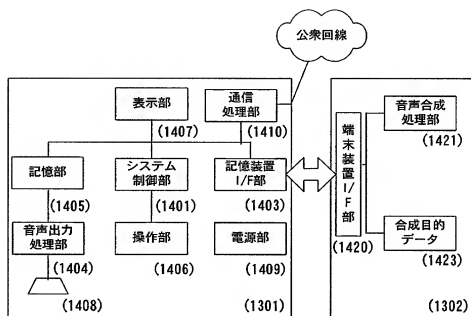 公衆回線
表示部
(1407)
通信
処理部
(1410)
記憶部
(1405)
システム
制御部
(1401)
記憶装置
I/F部
(1403)
音声出力
処理部
(1404)
操作部
(1406)
電源部
(1409)
(1408)
(1301)
端末装置I/F部
(1420)
音声合成
処理部
(1421)
合成目的
データ
(1423)
(1302)